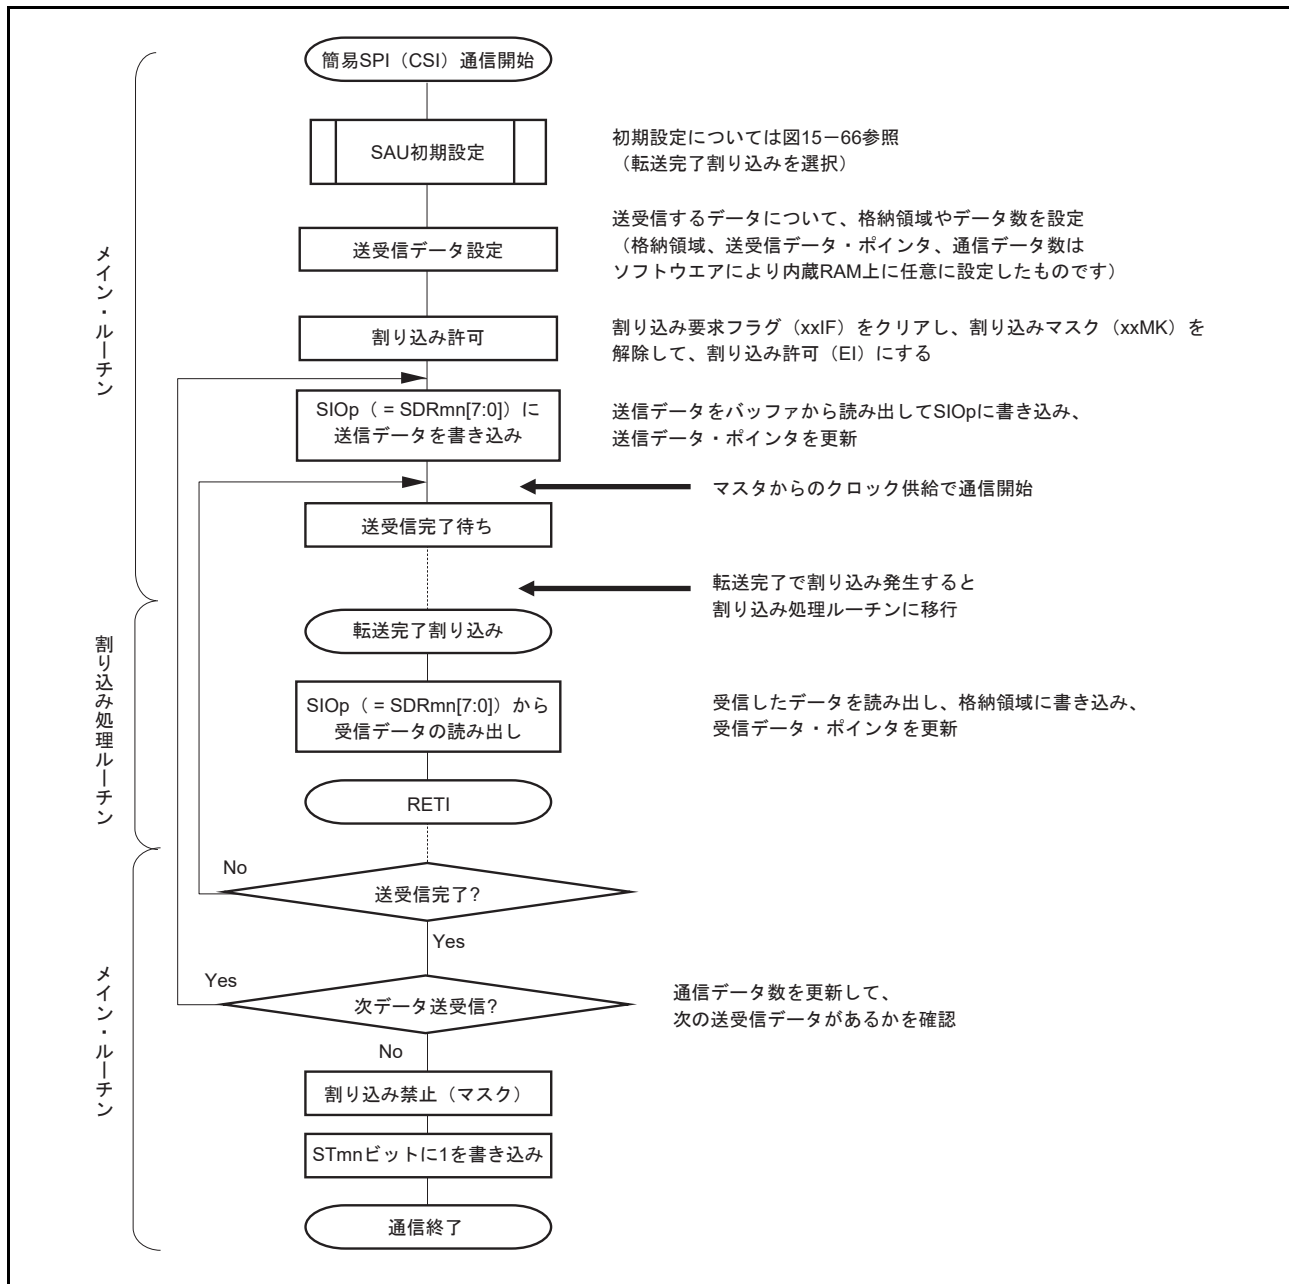 簡易SPI（CSI）通信開始
SAU初期設定
初期設定については図15－66参照
（転送完了割り込みを選択）
メイン・ルーチン
送受信データ設定
送受信するデータについて、格納領域やデータ数を設定
（格納領域、送受信データ・ポインタ、通信データ数は
ソフトウエアにより内蔵RAM上に任意に設定したものです）
割り込み許可
割り込み要求フラグ（xxIF）をクリアし、割り込みマスク（xxMK）を
解除して、割り込み許可（EI）にする
SIOp（ = SDRmn[7:0]）に
送信データを書き込み
送信データをバッファから読み出してSIOpに書き込み、
送信データ・ポインタを更新
マスタからのクロック供給で通信開始
送受信完了待ち
転送完了で割り込み発生すると
割り込み処理ルーチンに移行
割り込み処理ルーチン
転送完了割り込み
SIOp（ = SDRmn[7:0]）から
受信データの読み出し
受信したデータを読み出し、格納領域に書き込み、
受信データ・ポインタを更新
RETI
No
送受信完了?
Yes
メイン・ルーチン
Yes
次データ送受信?
通信データ数を更新して、
次の送受信データがあるかを確認
No
割り込み禁止（マスク）
STmnビットに1を書き込み
通信終了